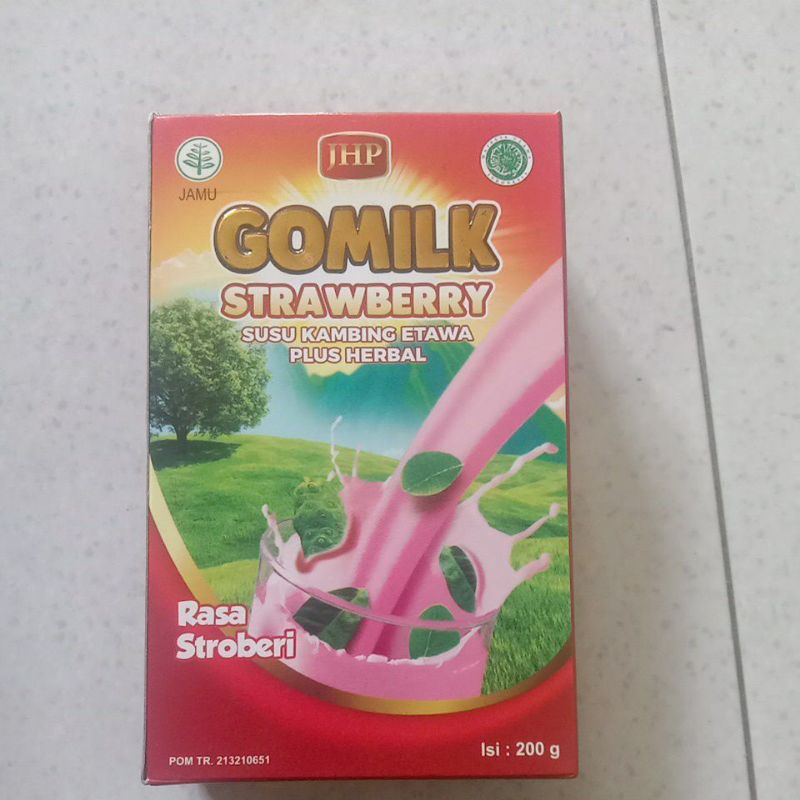 JHP
JAMU
GOMILK
STRAWBERRY
SUSU KAMBING ETAWA
PLUS HERBAL
Rasa
Stroberi
POM TR. 213210651
Isi : 200 g